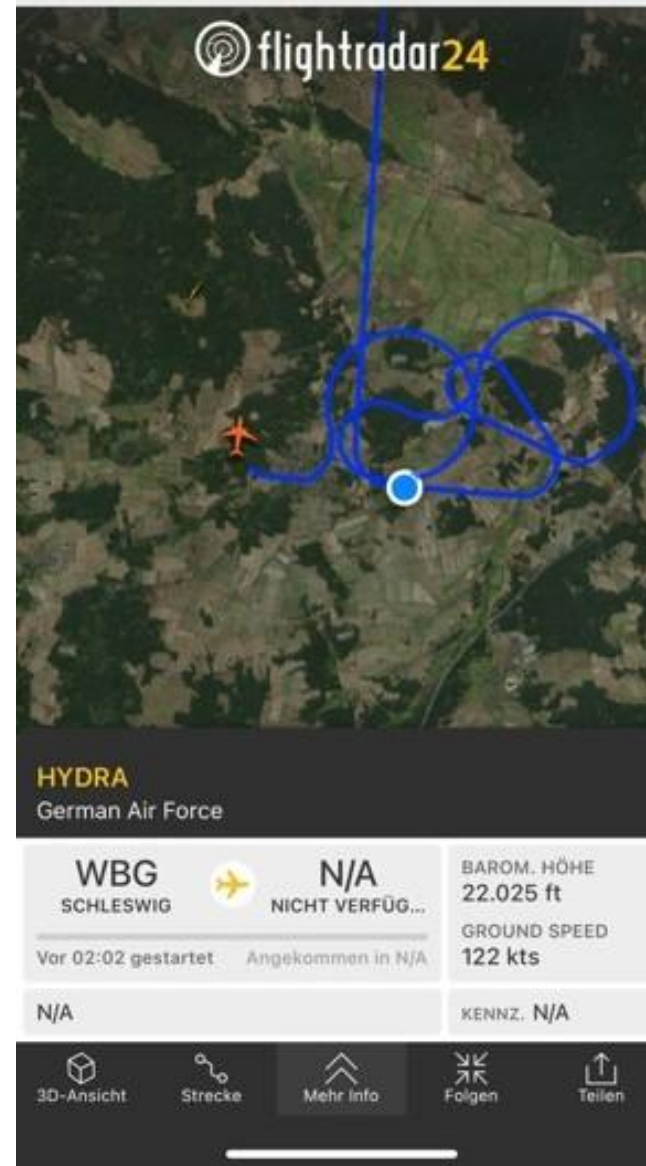 flightradar24
HYDRA
German Air Force
WBG
SCHLESWIG
N/A
NICHT VERFÜG...
Vor 02:02 gestartet
Angekommen in N/A
BAROM. HÖHE
22.025 ft
GROUND SPEED
122 kts
N/A
KENNZ. N/A
3D-Ansicht
Strecke
Mehr Info
Folgen
Teilen